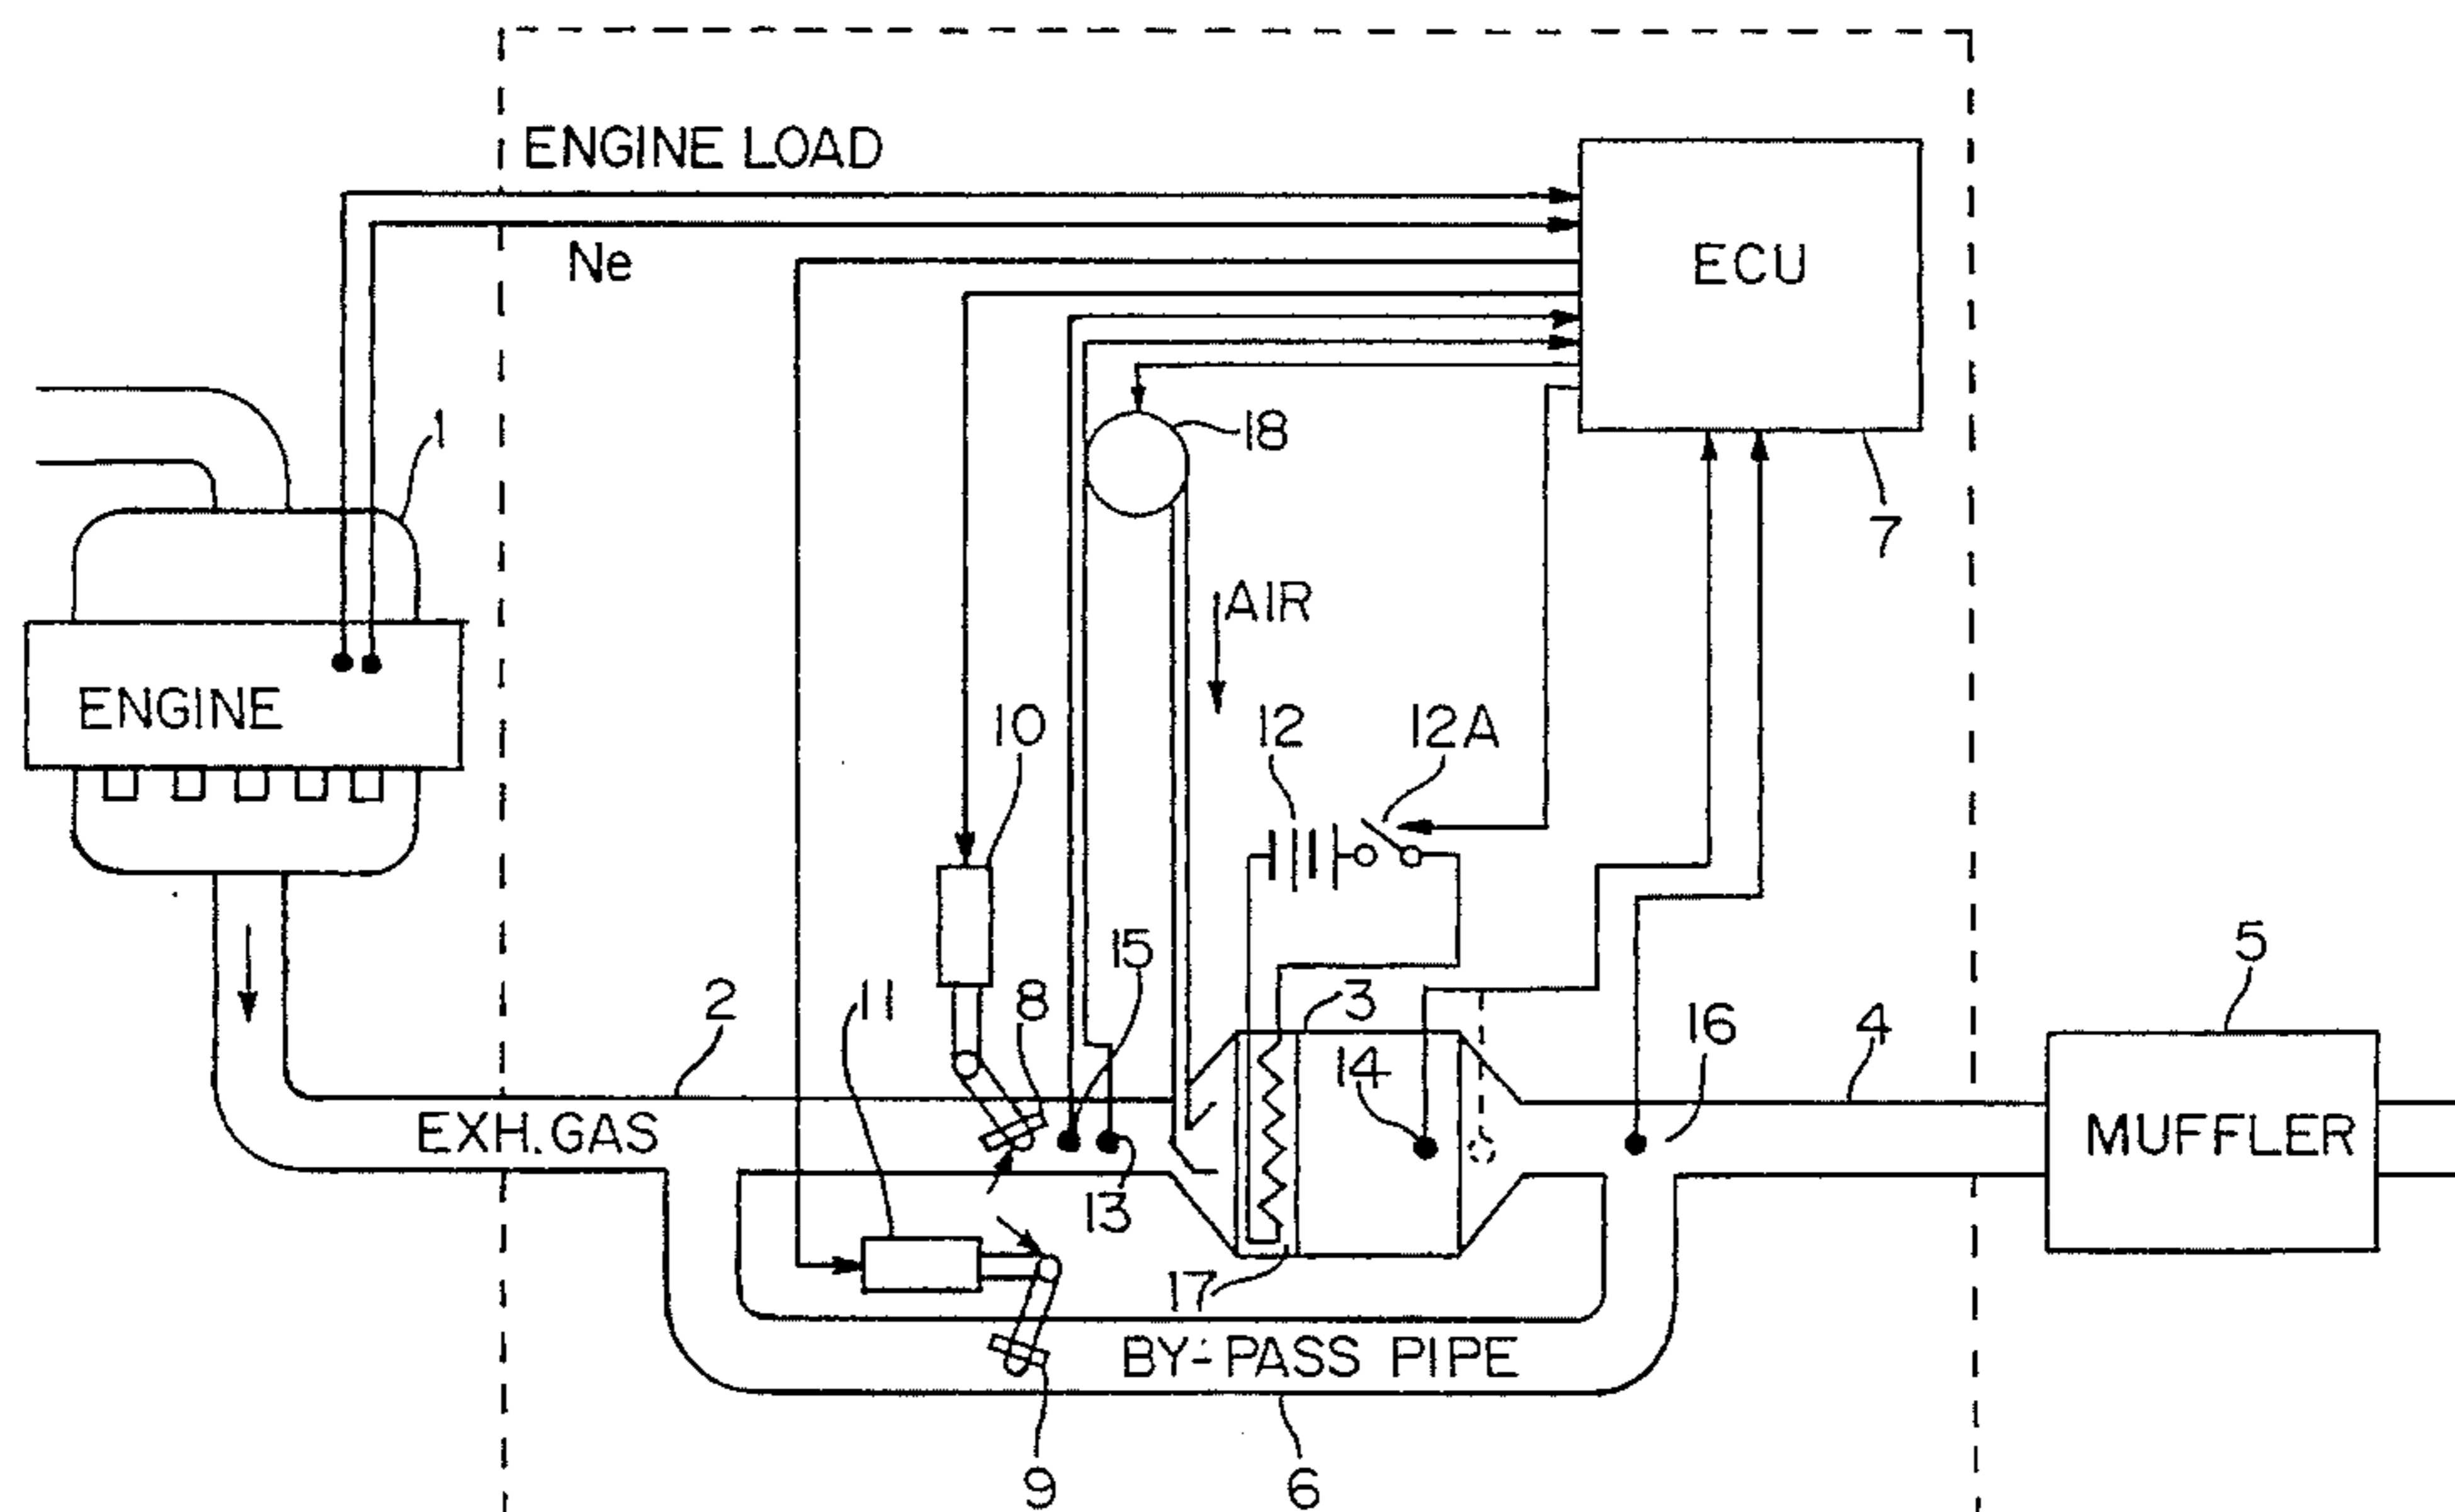 ENGINE LOAD
Ne
ECU
1
18
7
AIR
ENGINE
10
12
12A
15
5
2
11
8
3
16
4
14
EXH.GAS
MUFFLER
13
17
BY-PASS PIPE
9
6